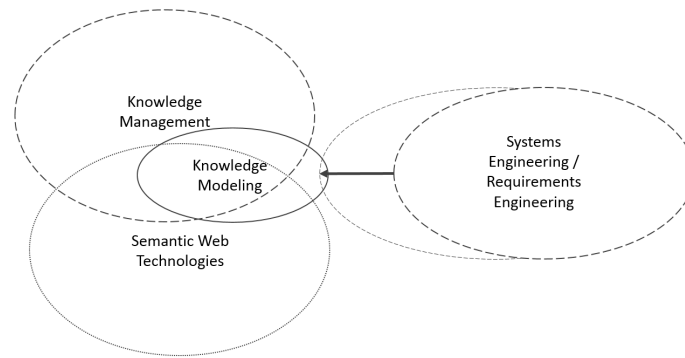 Knowledge
Management
Knowledge
Modeling
Semantic Web
Technologies
Systems
Engineering /
Requirements
Engineering